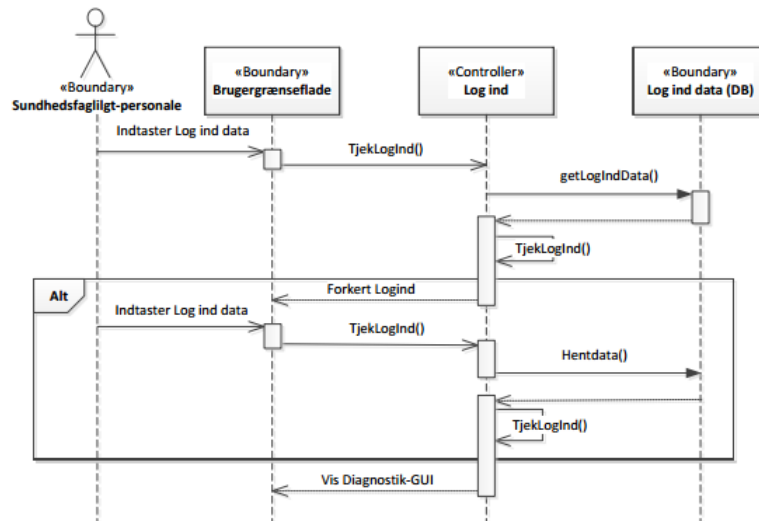 «Boundary»
Sundhedsfaglilgt-personale
«Boundary»
Brugergrænseflade
«Controller»
Log ind
«Boundary»
Log ind data (DB)
Indtaster Log ind data
TjekLogInd()
getLogIndData()
TjekLogInd()
Alt
Forkert Logind
Indtaster Log ind data
TjekLogInd()
Hentdata()
TjekLogInd()
Vis Diagnostik-GUI